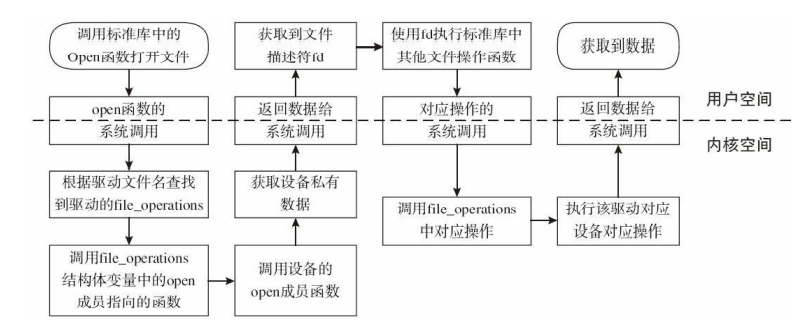 调用标准库中的
Open函数打开文件
open函数的
系统调用
根据驱动文件名查找
到驱动的file_operations
调用file_operations
结构体变量中的open
成员指向的函数
调用设备的
open成员函数
获取设备私有
数据
返回数据给
系统调用
获取到文件
描述符fd
使用fd执行标准库中
其他文件操作函数
对应操作的
系统调用
调用file_operations
中对应操作
执行该驱动对应
设备对应操作
返回数据给
系统调用
获取到数据
用户空间
内核空间